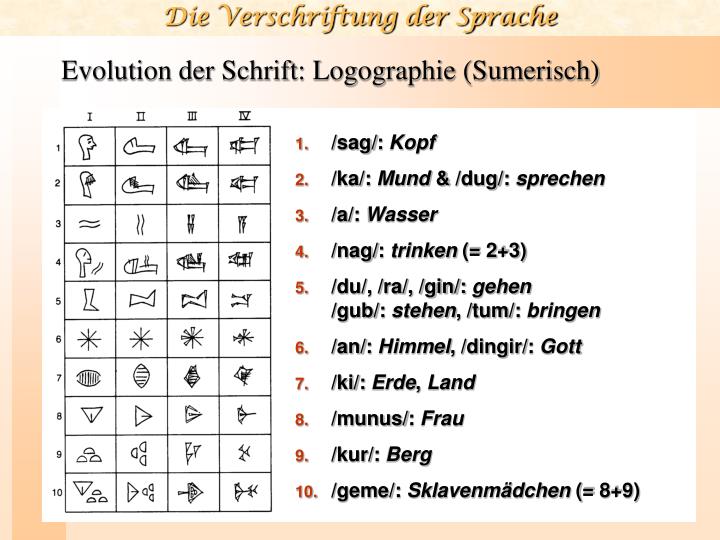 Die Verschriftung der Sprache
Evolution der Schrift: Logographie (Sumerisch)
I II III IV
1
2
3
4
5
6
7
8
9
10
1. /sag/: Kopf
2. /ka/: Mund & /dug/: sprechen
3. /a/: Wasser
4. /nag/: trinken (= 2+3)
5. /du/, /ra/, /gin/: gehen
/gub/: stehen, /tum/: bringen
6. /an/: Himmel, /dingir/: Gott
7. /ki/: Erde, Land
8. /munus/: Frau
9. /kur/: Berg
10. /geme/: Sklavenmädchen (= 8+9)